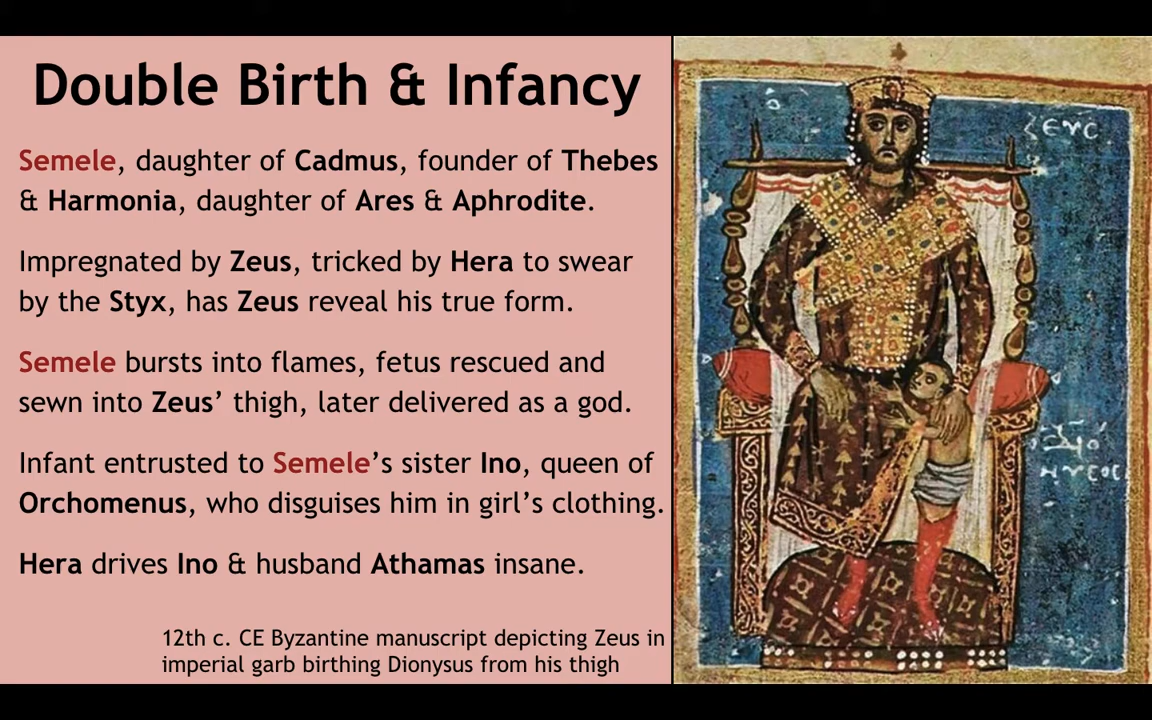 Double Birth & Infancy
Semele, daughter of Cadmus, founder of Thebes
& Harmonia, daughter of Ares & Aphrodite.
Impregnated by Zeus, tricked by Hera to swear
by the Styx, has Zeus reveal his true form.
Semele bursts into flames, fetus rescued and
sewn into Zeus’ thigh, later delivered as a god.
Infant entrusted to Semele’s sister Ino, queen of
Orchomenus, who disguises him in girl’s clothing.
Hera drives Ino & husband Athamas insane.
12th c. CE Byzantine manuscript depicting Zeus in
imperial garb birthing Dionysus from his thigh
ζευς